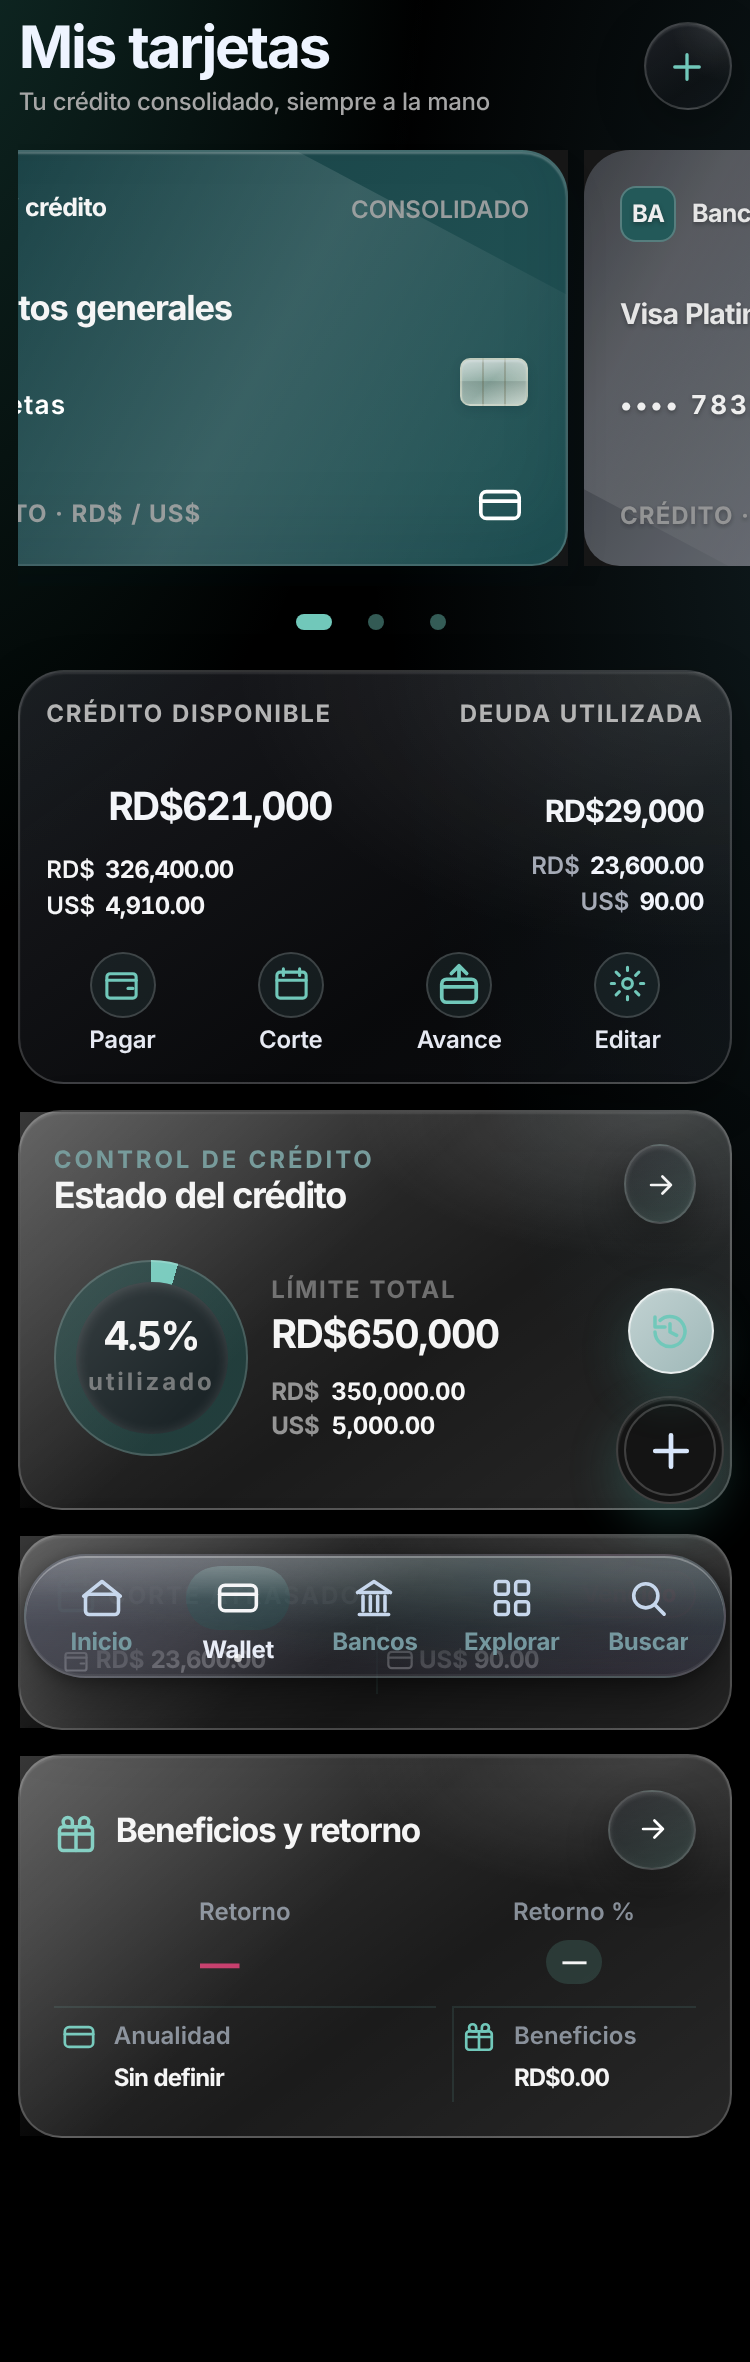 Mis tarjetas
Tu crédito consolidado, siempre a la mano
crédito
CONSOLIDADO
BA
Banc
tos generales
Visa Platin
etas
•••• 783
TO · RD$ / US$
CRÉDITO ·
CRÉDITO DISPONIBLE
DEUDA UTILIZADA
RD$621,000
RD$29,000
RD$ 326,400.00
RD$ 23,600.00
US$ 4,910.00
US$ 90.00
Pagar
Corte
Avance
Editar
CONTROL DE CRÉDITO
Estado del crédito
4.5%
utilizado
LÍMITE TOTAL
RD$650,000
RD$ 350,000.00
US$ 5,000.00
Inicio
Wallet
Bancos
Explorar
Buscar
RD$ 23,600.00
US$ 90.00
Beneficios y retorno
Retorno
Retorno %
—
—
Anualidad
Beneficios
Sin definir
RD$0.00